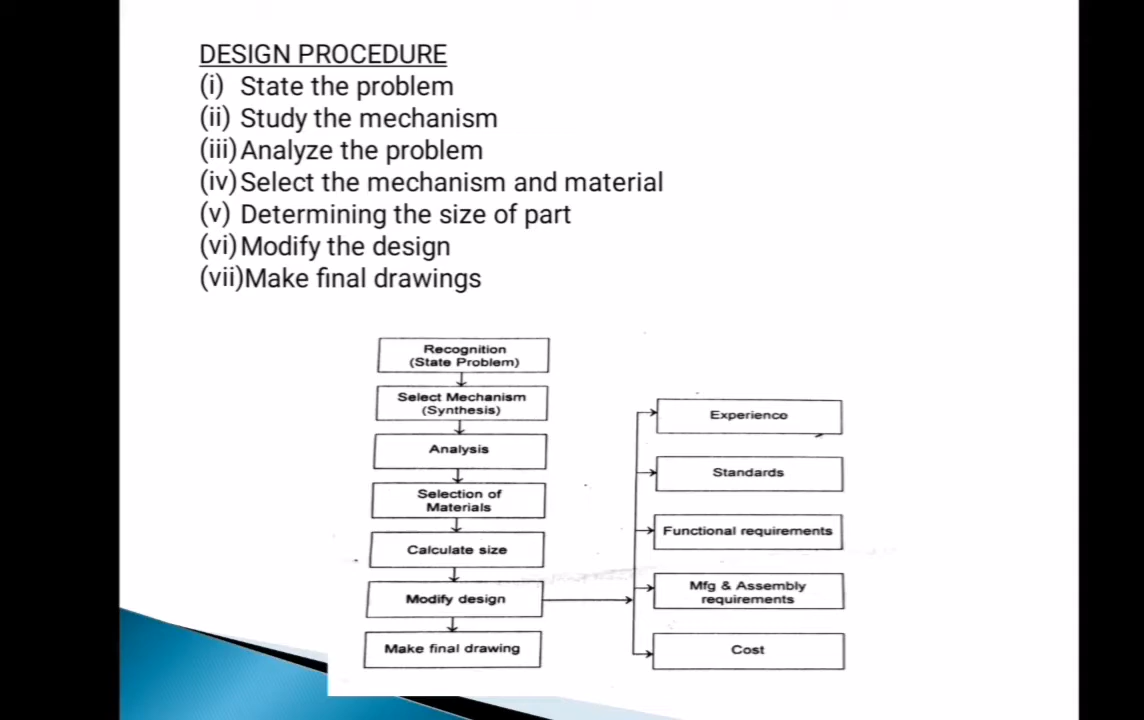 DESIGN PROCEDURE
(i) State the problem
(ii) Study the mechanism
(iii) Analyze the problem
(iv) Select the mechanism and material
(v) Determining the size of part
(vi) Modify the design
(vii) Make final drawings
Recognition
(State Problem)
Select Mechanism
(Synthesis)
Analysis
Selection of
Materials
Calculate size
Modify design
Make final drawing
Experience
Standards
Functional requirements
Mfg & Assembly
requirements
Cost